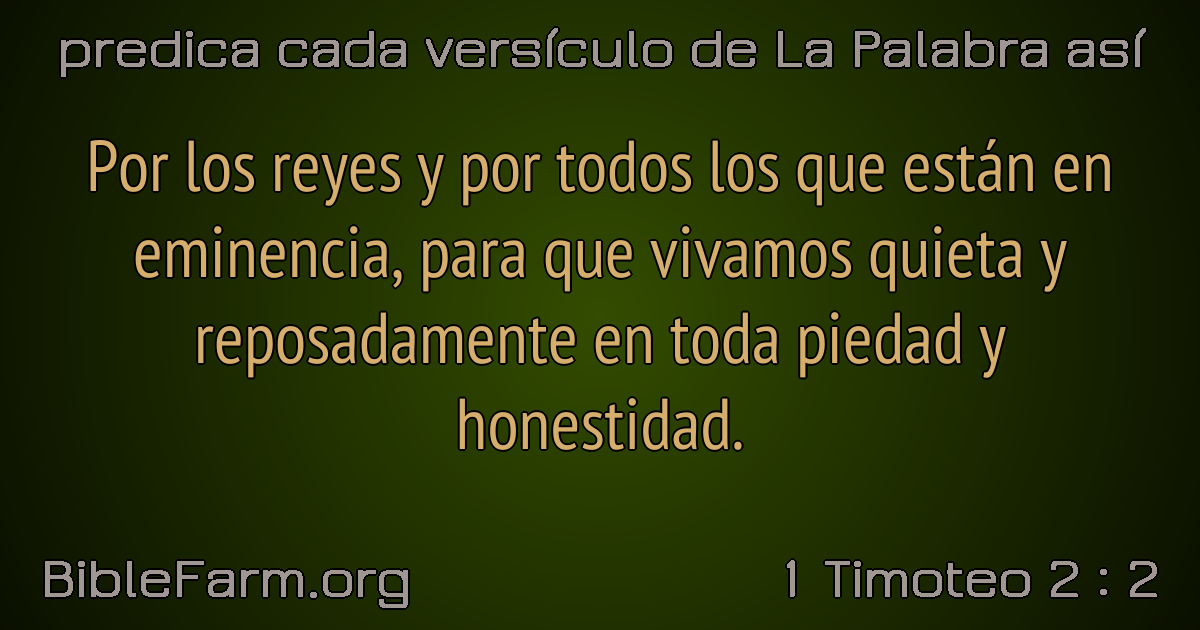 predica cada versículo de La Palabra así
Por los reyes y por todos los que están en
eminencia, para que vivamos quieta y
reposadamente en toda piedad y
honestidad.
BibleFarm.org
1 Timoteo 2 : 2